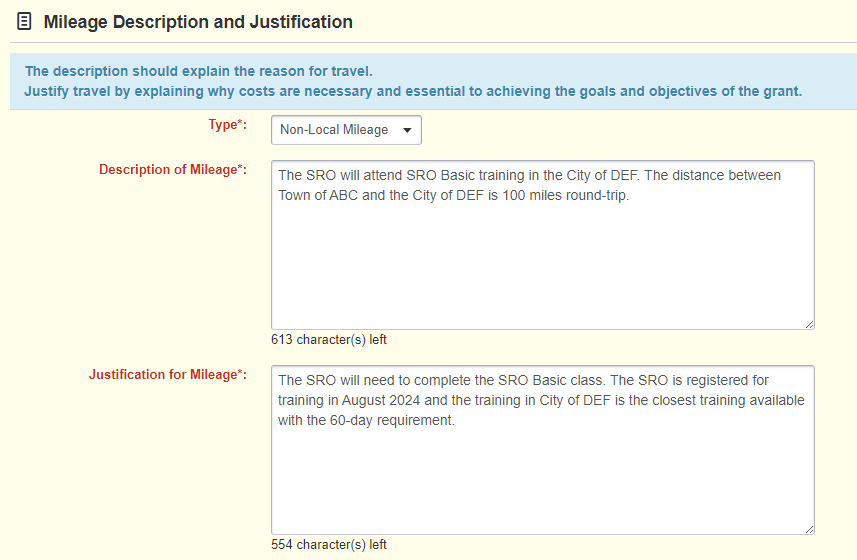 Mileage Description and Justification
The description should explain the reason for travel.
Justify travel by explaining why costs are necessary and essential to achieving the goals and objectives of the grant.
Type*: Non-Local Mileage
Description of Mileage*: The SRO will attend SRO Basic training in the City of DEF. The distance between
Town of ABC and the City of DEF is 100 miles round-trip.
613 character(s) left
Justification for Mileage*: The SRO will need to complete the SRO Basic class. The SRO is registered for
training in August 2024 and the training in City of DEF is the closest training available
with the 60-day requirement.
554 character(s) left